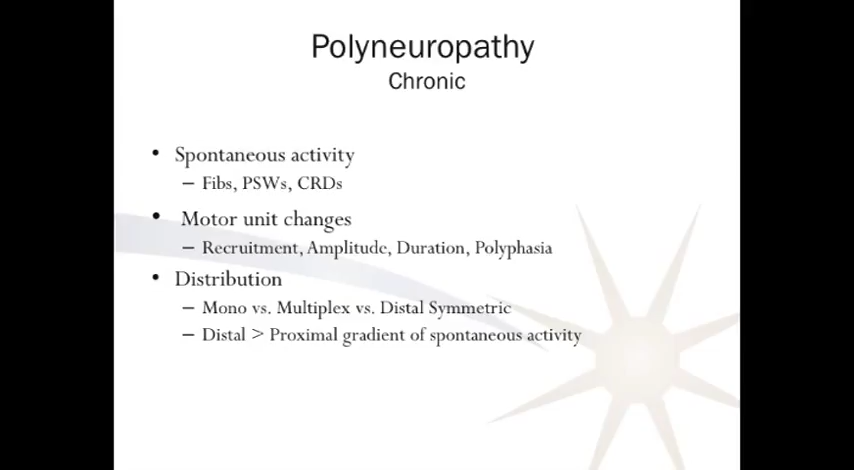 Polyneuropathy
Chronic
• Spontaneous activity
– Fibs, PSWs, CRDs
• Motor unit changes
– Recruitment, Amplitude, Duration, Polyphasia
• Distribution
– Mono vs. Multiplex vs. Distal Symmetric
– Distal > Proximal gradient of spontaneous activity